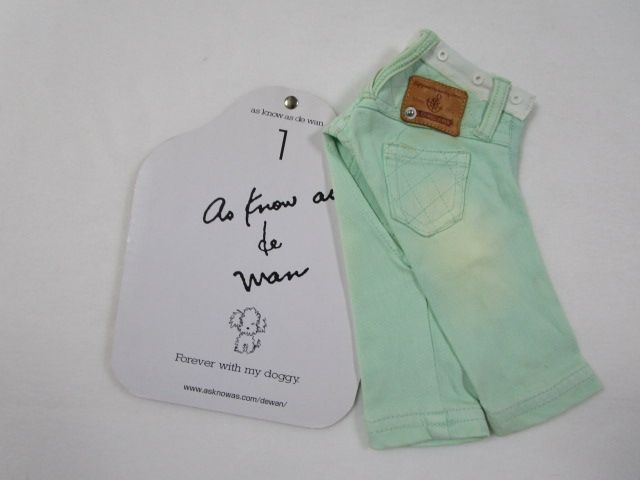 as know as de wan
1
as know as
de
wan
Forever with my doggy.
www.asknowas.com/dewan/